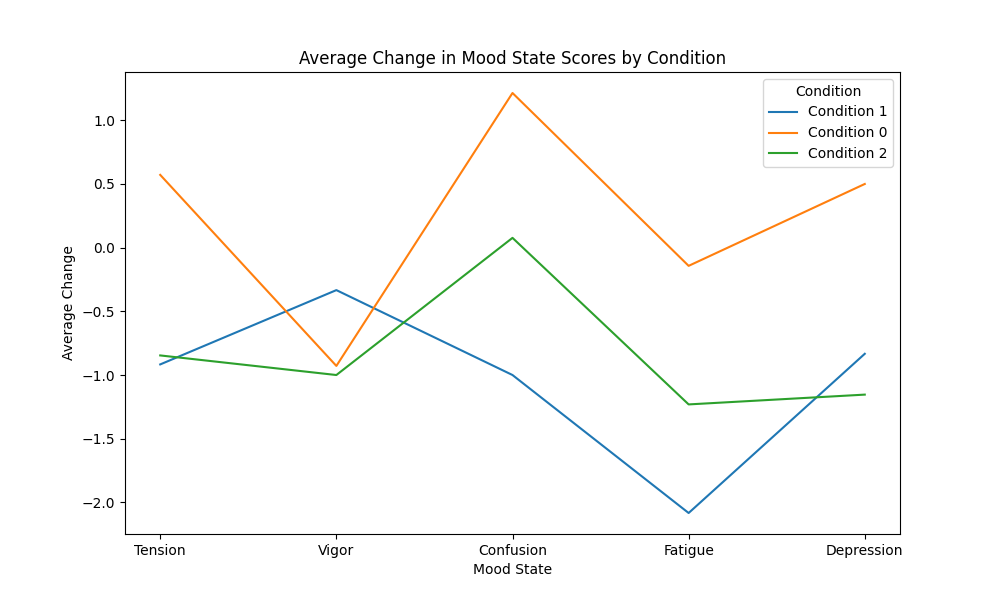 Average Change in Mood State Scores by Condition
Condition
Condition 1
Condition 0
Condition 2
Average Change
1.0
0.5
0.0
−0.5
−1.0
−1.5
−2.0
Tension Vigor Confusion Fatigue Depression
Mood State